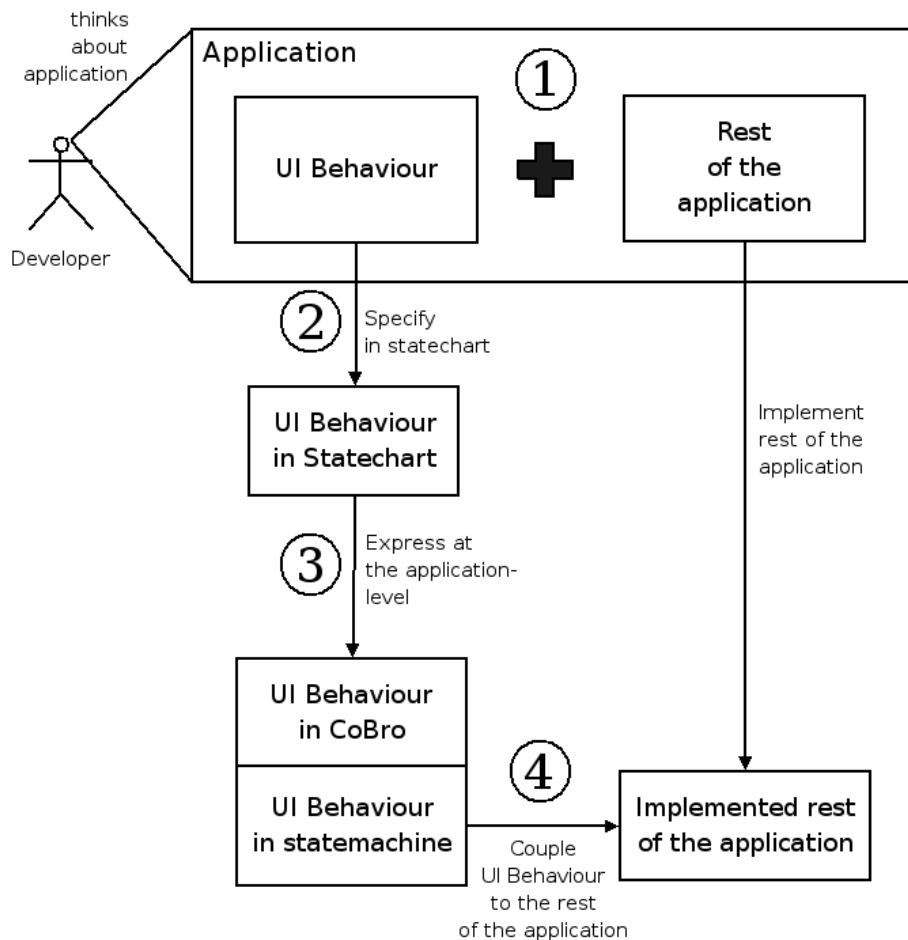 thinks
about
application
Application
1
UI Behaviour
Rest
of the
application
Developer
2
Specify
in statechart
UI Behaviour
in Statechart
Implement
rest of the
application
3
Express at
the application-
level
UI Behaviour
in CoBro
UI Behaviour
in statemachine
4
Couple
UI Behaviour
to the rest
of the application
Implemented rest
of the application